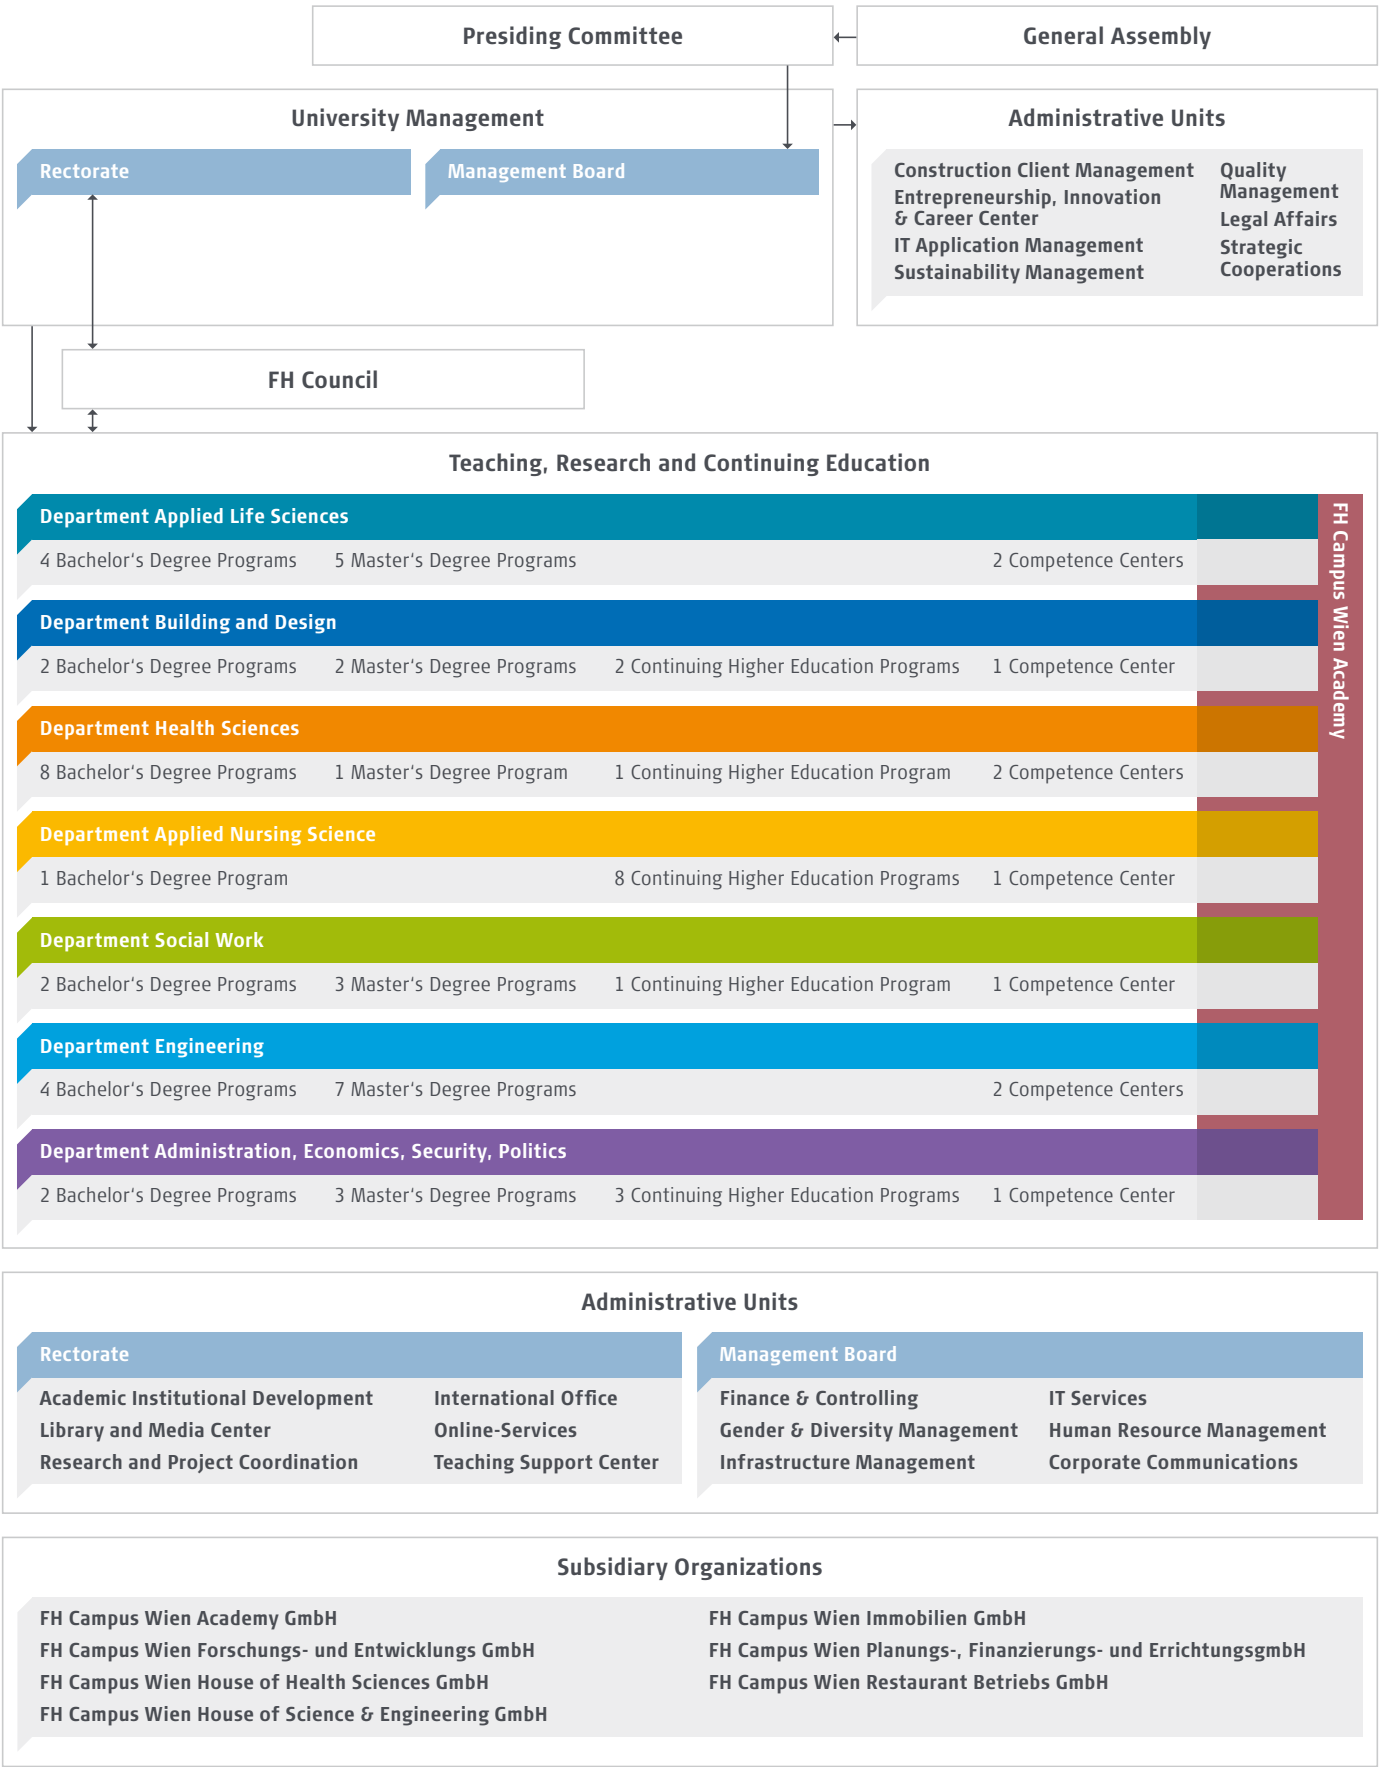 Presiding Committee
General Assembly
University Management
Rectorate
Management Board
Administrative Units
Construction Client Management
Entrepreneurship, Innovation
& Career Center
IT Application Management
Sustainability Management
Quality
Management
Legal Affairs
Strategic
Cooperations
FH Council
Teaching, Research and Continuing Education
FH Campus Wien Academy
Department Applied Life Sciences
4 Bachelor‘s Degree Programs 5 Master‘s Degree Programs 2 Competence Centers
Department Building and Design
2 Bachelor‘s Degree Programs 2 Master‘s Degree Programs 2 Continuing Higher Education Programs 1 Competence Center
Department Health Sciences
8 Bachelor‘s Degree Programs 1 Master‘s Degree Program 1 Continuing Higher Education Program 2 Competence Centers
Department Applied Nursing Science
1 Bachelor‘s Degree Program 8 Continuing Higher Education Programs 1 Competence Center
Department Social Work
2 Bachelor‘s Degree Programs 3 Master‘s Degree Programs 1 Continuing Higher Education Program 1 Competence Center
Department Engineering
4 Bachelor‘s Degree Programs 7 Master‘s Degree Programs 2 Competence Centers
Department Administration, Economics, Security, Politics
2 Bachelor‘s Degree Programs 3 Master‘s Degree Programs 3 Continuing Higher Education Programs 1 Competence Center
Administrative Units
Rectorate
Academic Institutional Development International Office
Library and Media Center Online-Services
Research and Project Coordination Teaching Support Center
Management Board
Finance & Controlling IT Services
Gender & Diversity Management Human Resource Management
Infrastructure Management Corporate Communications
Subsidiary Organizations
FH Campus Wien Academy GmbH
FH Campus Wien Forschungs- und Entwicklungs GmbH
FH Campus Wien House of Health Sciences GmbH
FH Campus Wien House of Science & Engineering GmbH
FH Campus Wien Immobilien GmbH
FH Campus Wien Planungs-, Finanzierungs- und ErrichtungsgmbH
FH Campus Wien Restaurant Betriebs GmbH